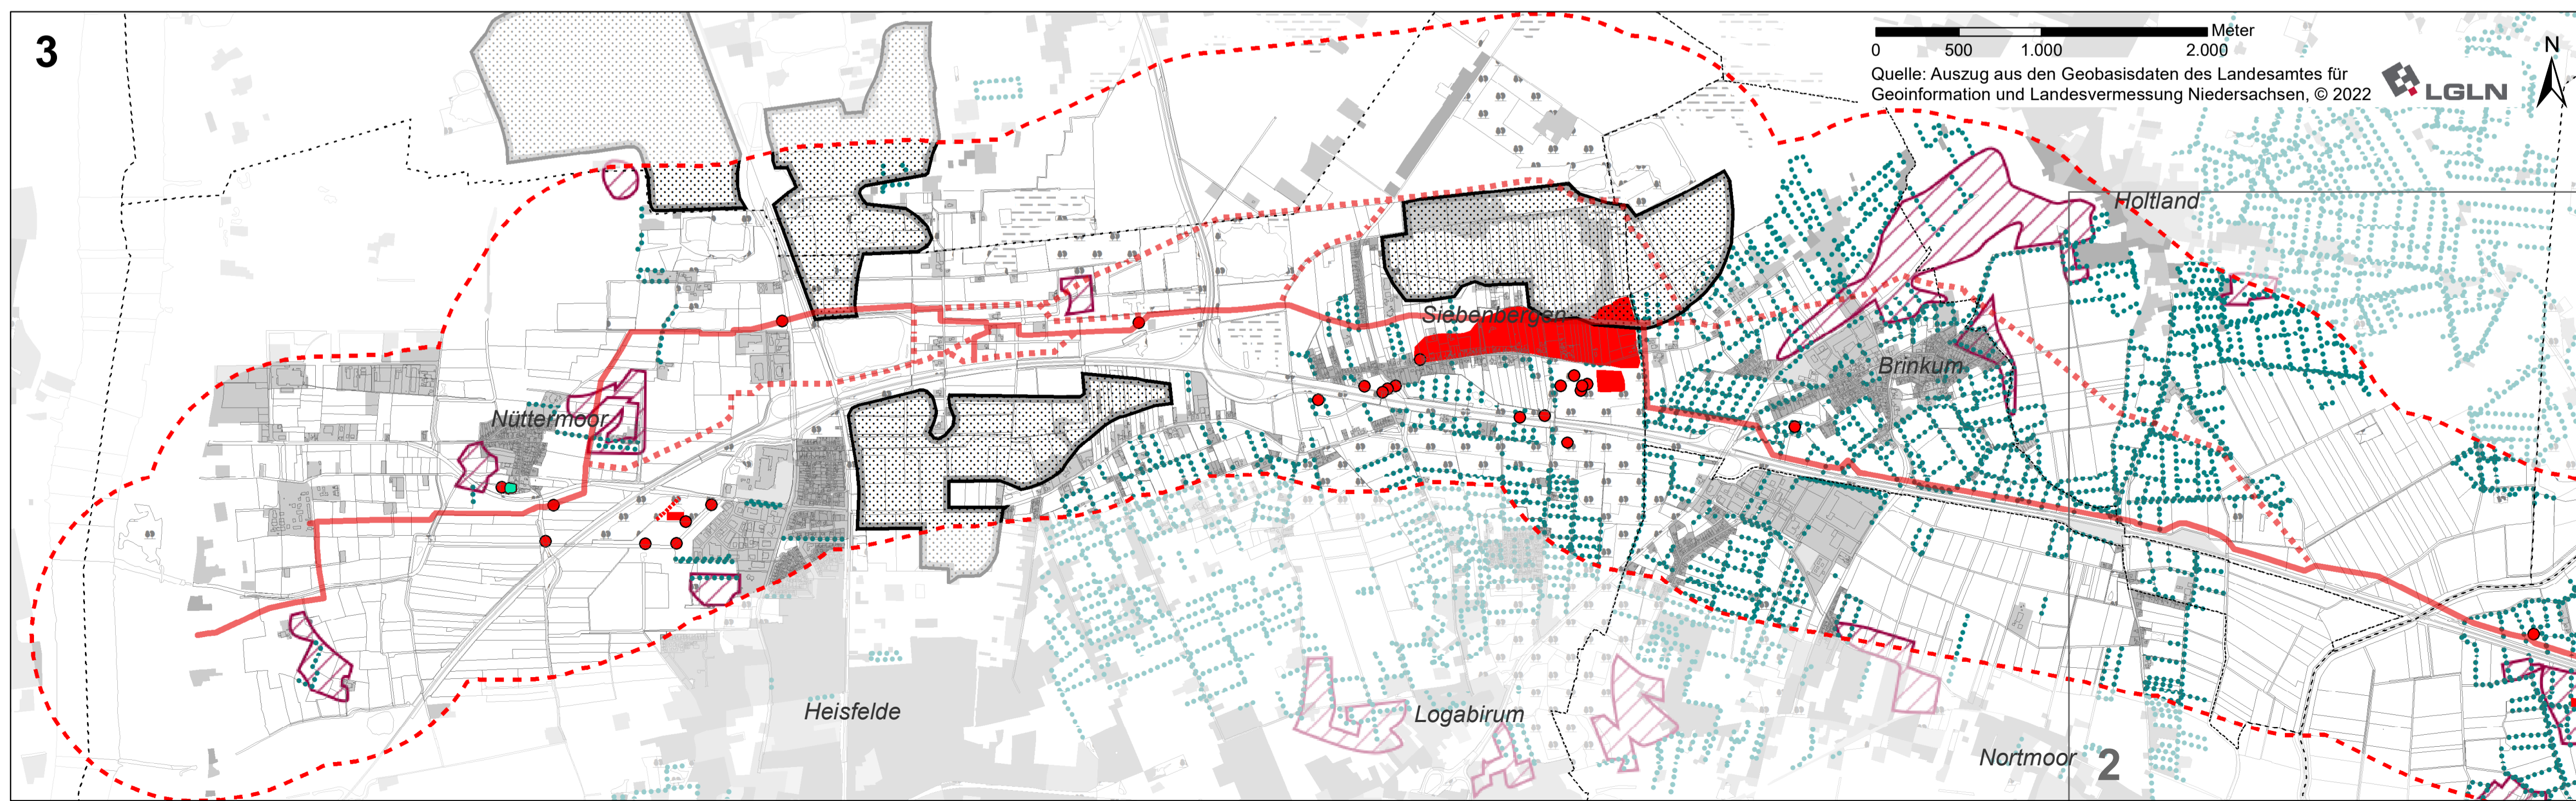 3
Meter
0 500 1.000 2.000
N
Quelle: Auszug aus den Geobasisdaten des Landesamtes für
Geoinformation und Landesvermessung Niedersachsen, © 2022
LGLN
Holtland
Siebenbergen
Brinkum
Nüttermoor
Heisfelde
Logabirum
Nortmoor
2